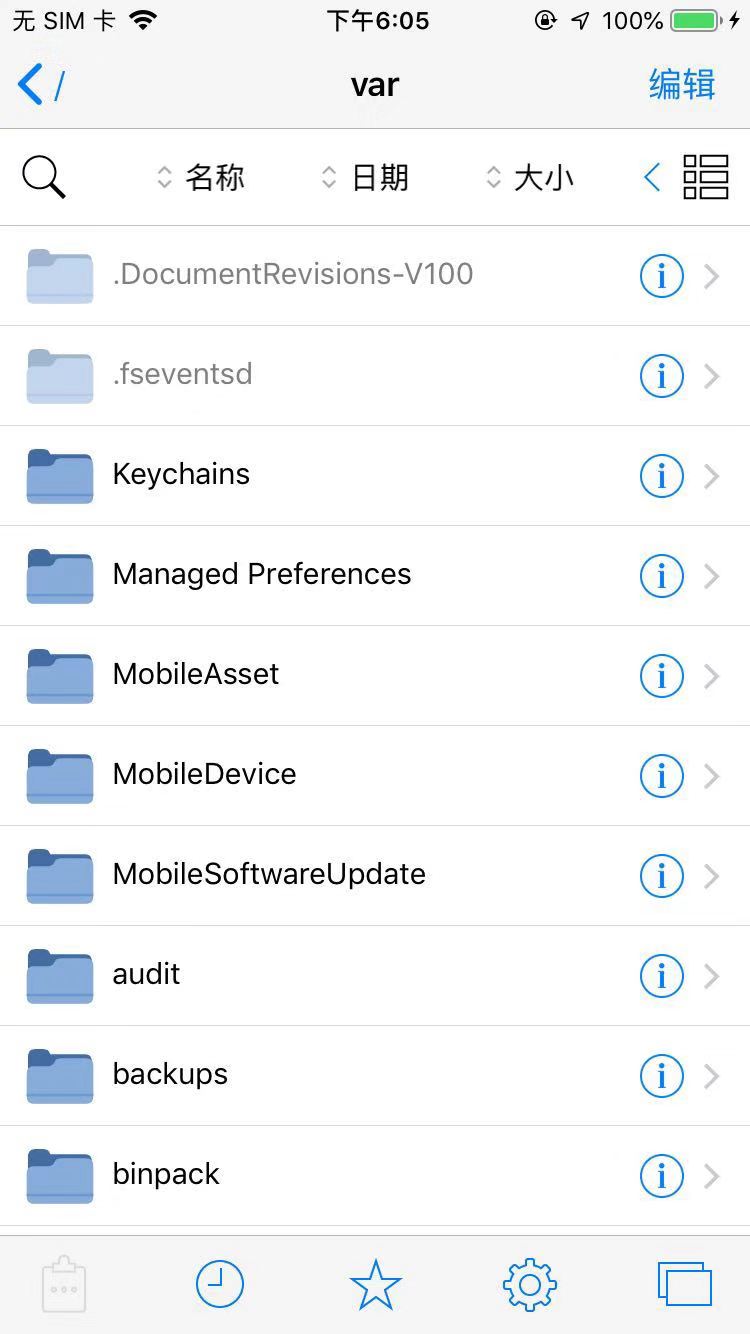 无 SIM 卡 下午6:05 100%
/ var 编辑
名称 日期 大小
.DocumentRevisions-V100
.fseventsd
Keychains
Managed Preferences
MobileAsset
MobileDevice
MobileSoftwareUpdate
audit
backups
binpack